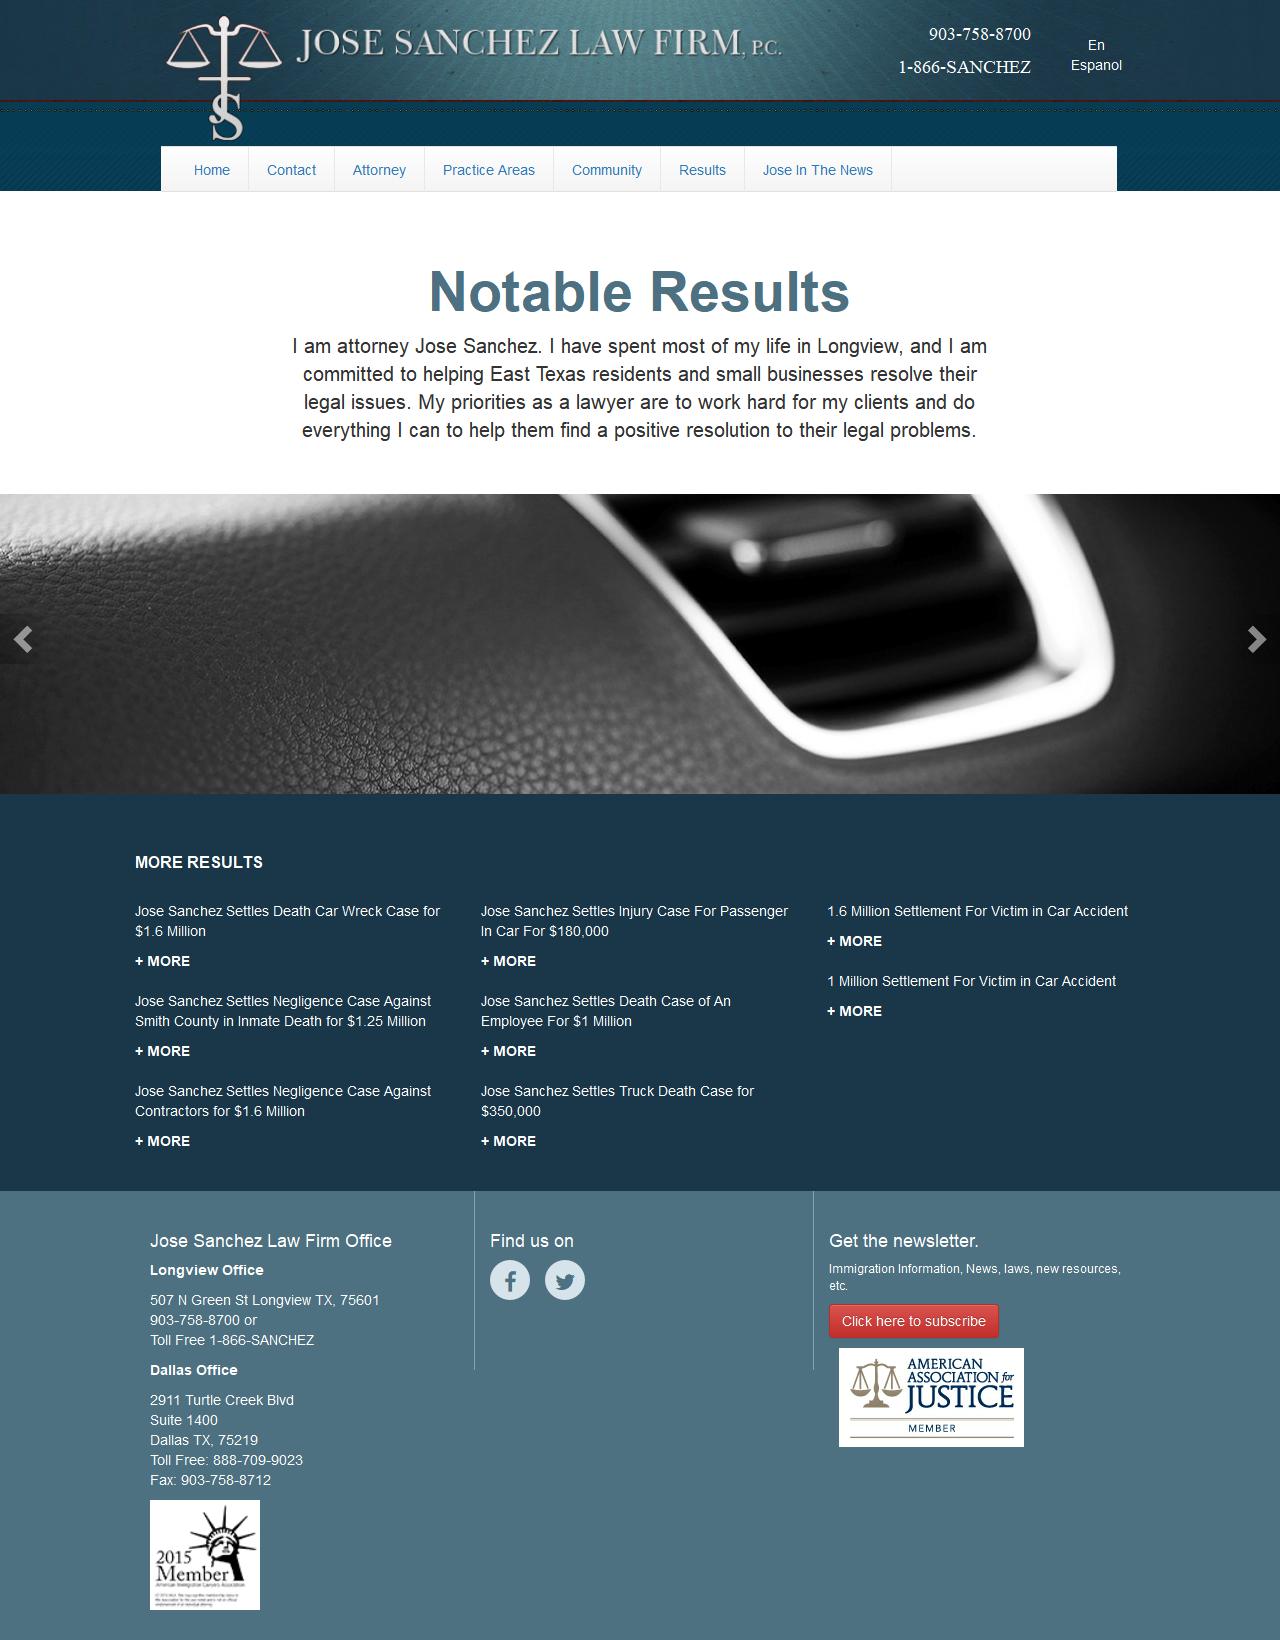 JOSE SANCHEZ LAW FIRM, P.C.
903-758-8700
1-866-SANCHEZ
En
Espanol
JS
Home
Contact
Attorney
Practice Areas
Community
Results
Jose In The News
Notable Results
I am attorney Jose Sanchez. I have spent most of my life in Longview, and I am
committed to helping East Texas residents and small businesses resolve their
legal issues. My priorities as a lawyer are to work hard for my clients and do
everything I can to help them find a positive resolution to their legal problems.
MORE RESULTS
Jose Sanchez Settles Death Car Wreck Case for
$1.6 Million
+ MORE
Jose Sanchez Settles Negligence Case Against
Smith County in Inmate Death for $1.25 Million
+ MORE
Jose Sanchez Settles Negligence Case Against
Contractors for $1.6 Million
+ MORE
Jose Sanchez Settles Injury Case For Passenger
In Car For $180,000
+ MORE
Jose Sanchez Settles Death Case of An
Employee For $1 Million
+ MORE
Jose Sanchez Settles Truck Death Case for
$350,000
+ MORE
1.6 Million Settlement For Victim in Car Accident
+ MORE
1 Million Settlement For Victim in Car Accident
+ MORE
Jose Sanchez Law Firm Office
Longview Office
507 N Green St Longview TX, 75601
903-758-8700 or
Toll Free 1-866-SANCHEZ
Dallas Office
2911 Turtle Creek Blvd
Suite 1400
Dallas TX, 75219
Toll Free: 888-709-9023
Fax: 903-758-8712
2015
Member
American Immigration Lawyers Association
Find us on
Get the newsletter.
Immigration Information, News, laws, new resources,
etc.
Click here to subscribe
AMERICAN
ASSOCIATION for
JUSTICE
MEMBER